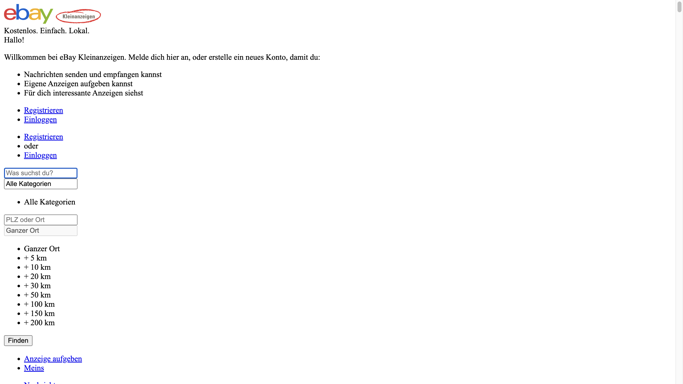 ebay Kleinanzeigen
Kostenlos. Einfach. Lokal.
Hallo!
Willkommen bei eBay Kleinanzeigen. Melde dich hier an, oder erstelle ein neues Konto, damit du:
Nachrichten senden und empfangen kannst
Eigene Anzeigen aufgeben kannst
Für dich interessante Anzeigen siehst
Registrieren
Einloggen
Registrieren
oder
Einloggen
Was suchst du?
Alle Kategorien
Alle Kategorien
PLZ oder Ort
Ganzer Ort
Ganzer Ort
+ 5 km
+ 10 km
+ 20 km
+ 30 km
+ 50 km
+ 100 km
+ 150 km
+ 200 km
Finden
Anzeige aufgeben
Meins